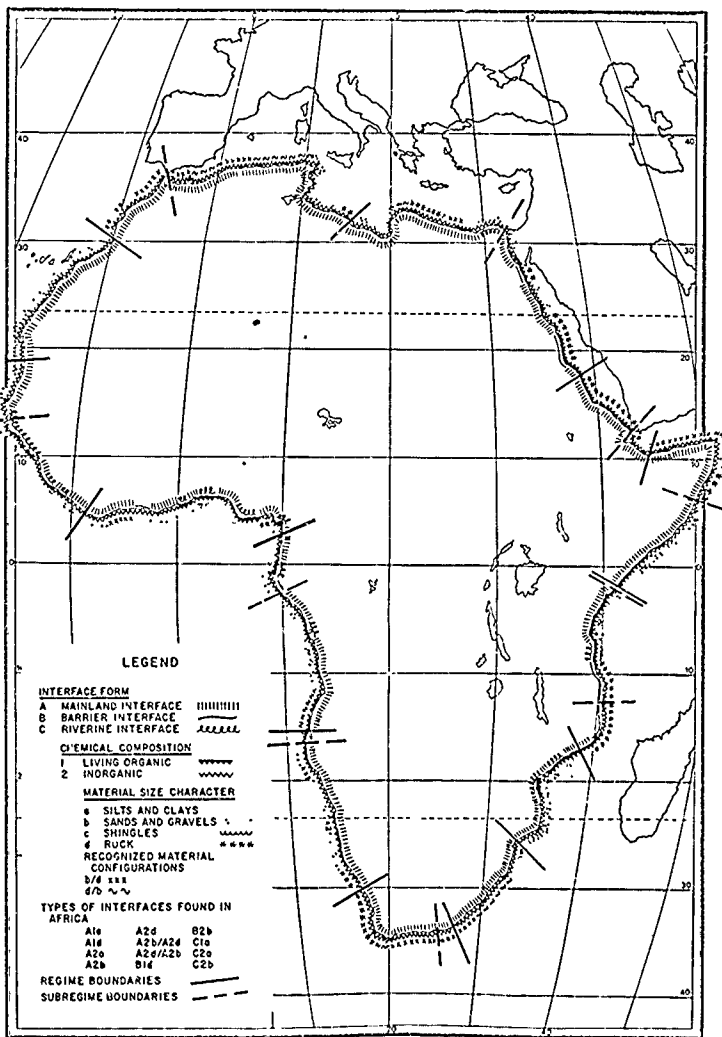 40
30
20
10
10
0
0
10
20
30
40
LEGEND
INTERFACE FORM
A MAINLAND INTERFACE
B BARRIER INTERFACE
C RIVERINE INTERFACE
CHEMICAL COMPOSITION
1 LIVING ORGANIC
2 INORGANIC
MATERIAL SIZE CHARACTER
a SILTS AND CLAYS
b SANDS AND GRAVELS
c SHINGLES
d RUCK
RECOGNIZED MATERIAL
CONFIGURATIONS
b/d xxx
d/b ~ ~
TYPES OF INTERFACES FOUND IN
AFRICA
A1a A2d B2b
A1d A2b/A2d C1a
A2a A2d/A2b C2a
A2b B1d C2b
REGIME BOUNDARIES
SUBREGIME BOUNDARIES